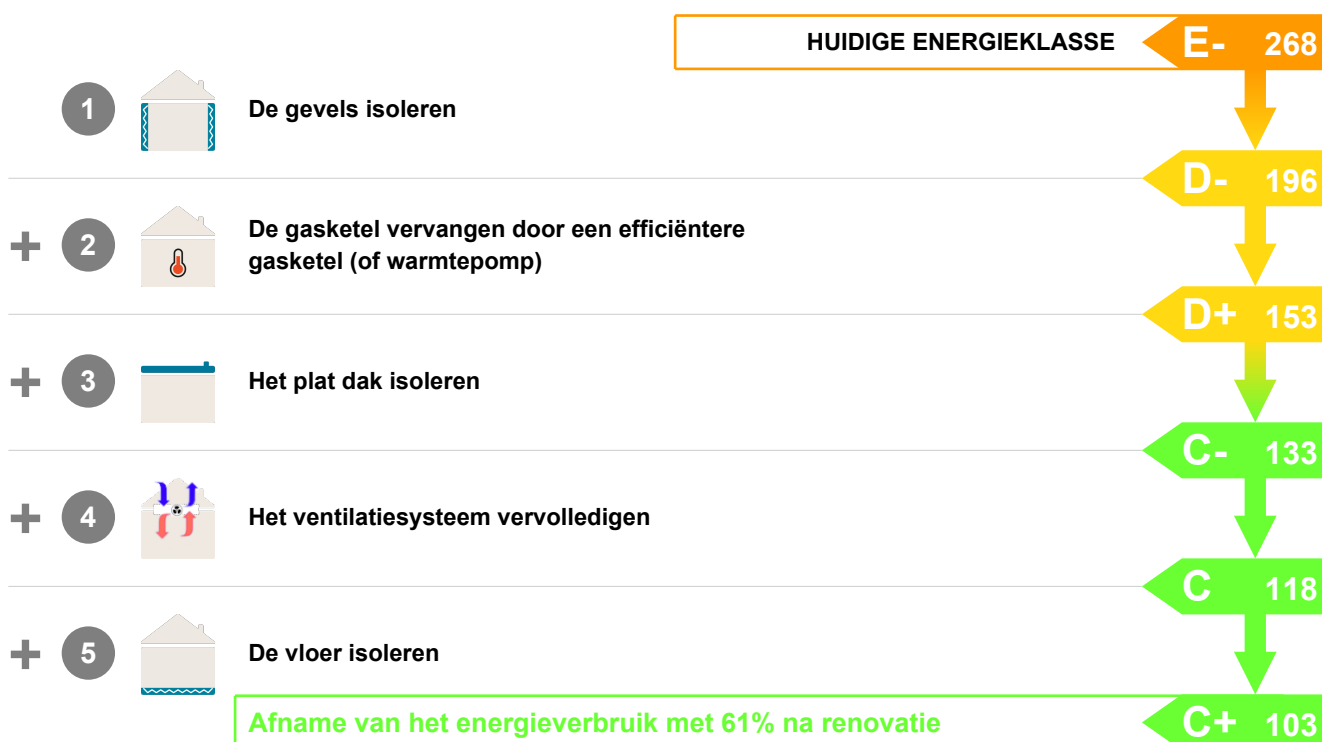 HUIDIGE ENERGIEKLASSE E- 268
1 De gevels isoleren
D- 196
+ 2 De gasketel vervangen door een efficiëntere
gasketel (of warmtepomp)
D+ 153
+ 3 Het plat dak isoleren
C- 133
+ 4 Het ventilatiesysteem vervolledigen
C 118
+ 5 De vloer isoleren
Afname van het energieverbruik met 61% na renovatie C+ 103